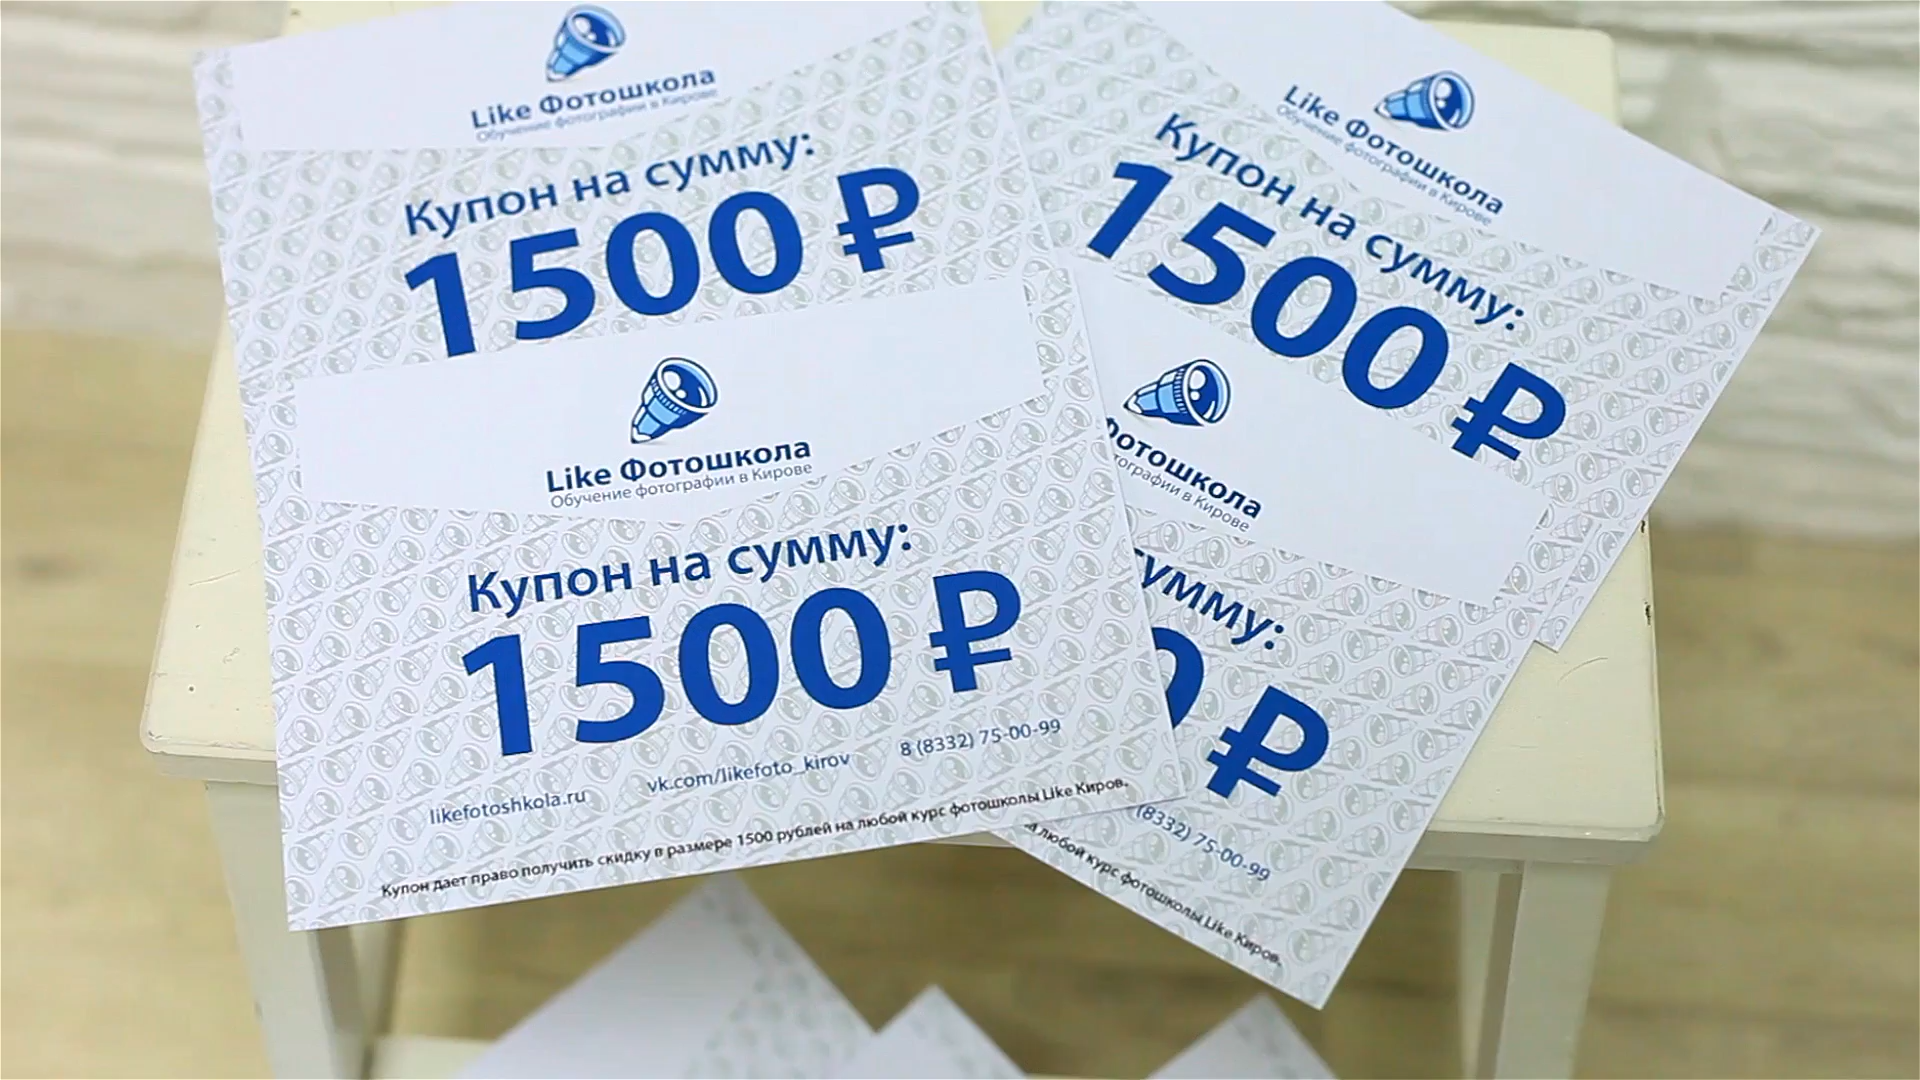 Like Фотошкола
Обучение фотографии в Кирове
Купон на сумму:
1500 ₽
Like Фотошкола
Обучение фотографии в Кирове
Купон на сумму:
1500 ₽
likefotoshkola.ru vk.com/likefoto_kirov 8 (8332) 75-00-99
Купон дает право получить скидку в размере 1500 рублей на любой курс фотошколы Like Киров.
Like Фотошкола
Обучение фотографии в Кирове
Купон на сумму:
1500 ₽
отошкола
тографии в Кирове
сумму:
0 ₽
(8332) 75-00-99
а любой курс фотошколы Like Киров.